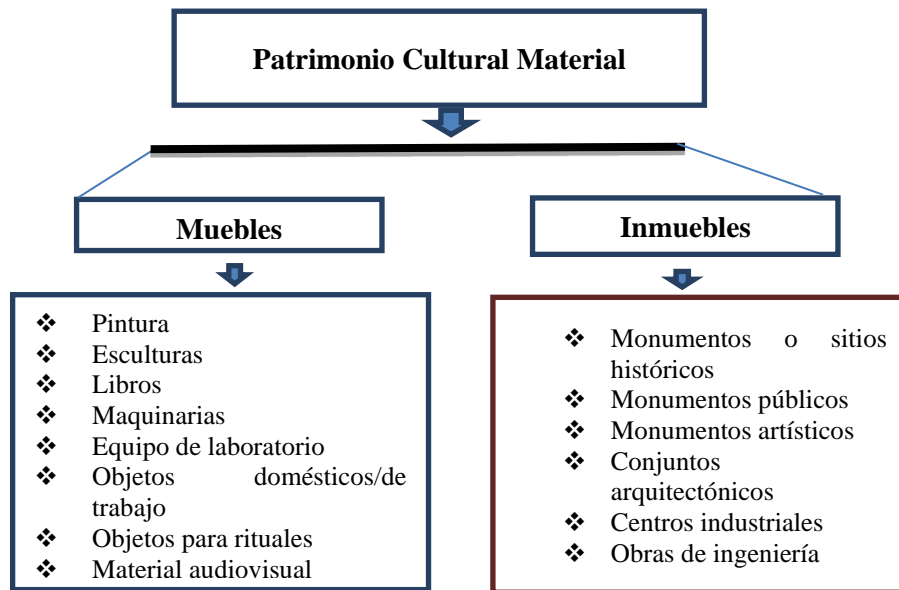 Patrimonio Cultural Material
Muebles
Inmuebles
❖ Pintura
❖ Esculturas
❖ Libros
❖ Maquinarias
❖ Equipo de laboratorio
❖ Objetos domésticos/de
trabajo
❖ Objetos para rituales
❖ Material audiovisual
❖ Monumentos o sitios
históricos
❖ Monumentos públicos
❖ Monumentos artísticos
❖ Conjuntos
arquitectónicos
❖ Centros industriales
❖ Obras de ingeniería